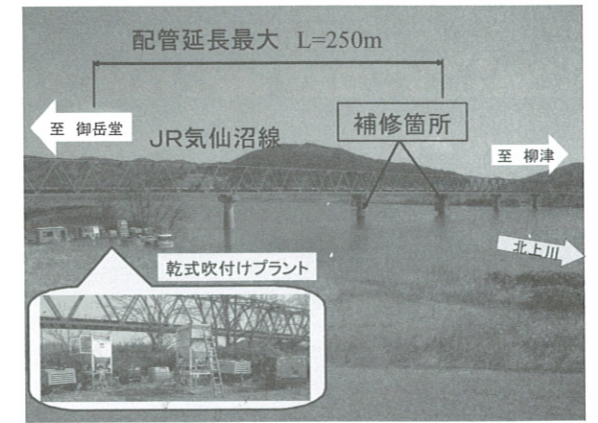 配管延長最大 L=250m
至 御岳堂
JR気仙沼線
補修箇所
至 柳津
北上川
乾式吹付けプラント